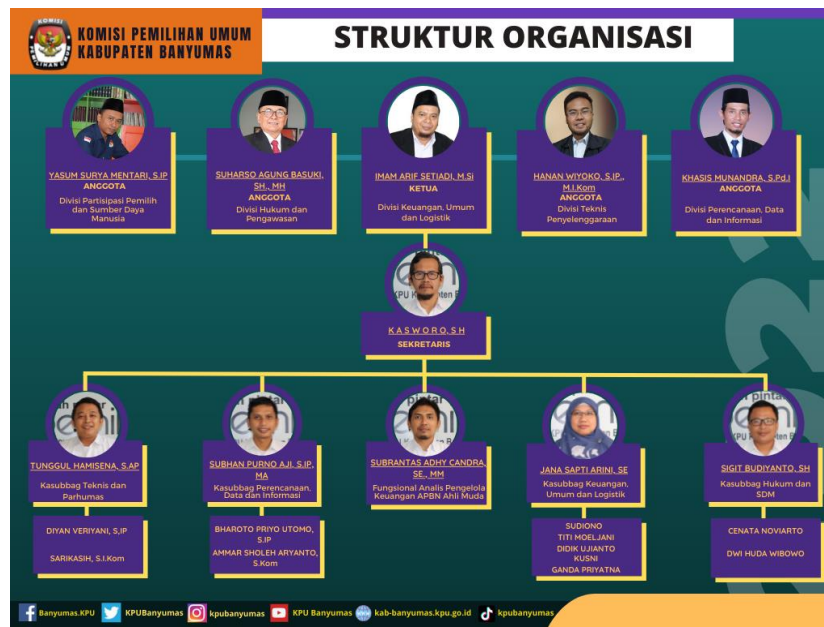 KOMISI PEMILIHAN UMUM
KABUPATEN BANYUMAS
STRUKTUR ORGANISASI
YASUM SURYA MENTARI, S.IP
ANGGOTA
Divisi Partisipasi Pemilih
dan Sumber Daya
Manusia
SUHARSO AGUNG BASUKI,
SH., MH
ANGGOTA
Divisi Hukum dan
Pengawasan
IMAM ARIF SETIADI, M.Si
KETUA
Divisi Keuangan, Umum
dan Logistik
HANAN WIYOKO, S,IP.,
M.I.Kom
ANGGOTA
Divisi Teknis
Penyelenggaraan
KHASIS MUNANDRA, S.Pd.I
ANGGOTA
Divisi Perencanaan, Data
dan Informasi
K A S W O R O, S H
SEKRETARIS
TUNGGUL HAMISENA, S.AP
Kasubbag Teknis dan
Parhumas
SUBHAN PURNO AJI, S.IP,
MA
Kasubbag Perencanaan,
Data dan Informasi
SUBRANTAS ADHY CANDRA,
SE., MM
Fungsional Analis Pengelola
Keuangan APBN Ahli Muda
JANA SAPTI ARINI, SE
Kasubbag Keuangan,
Umum dan Logistik
SIGIT BUDIYANTO, SH
Kasubbag Hukum dan
SDM
DIYAN VERIYANI, S,IP
SARIKASIH, S.I.Kom
BHAROTO PRIYO UTOMO,
S.IP
AMMAR SHOLEH ARYANTO,
S.Kom
SUDIONO
TITI MOELJANI
DIDIK UJIANTO
KUSNI
GANDA PRIYATNA
CENATA NOVIARTO
DWI HUDA WIBOWO
Banyumas.KPU KPUBanyumas kpubanyumas KPU Banyumas kab-banyumas.kpu.go.id kpubanyumas